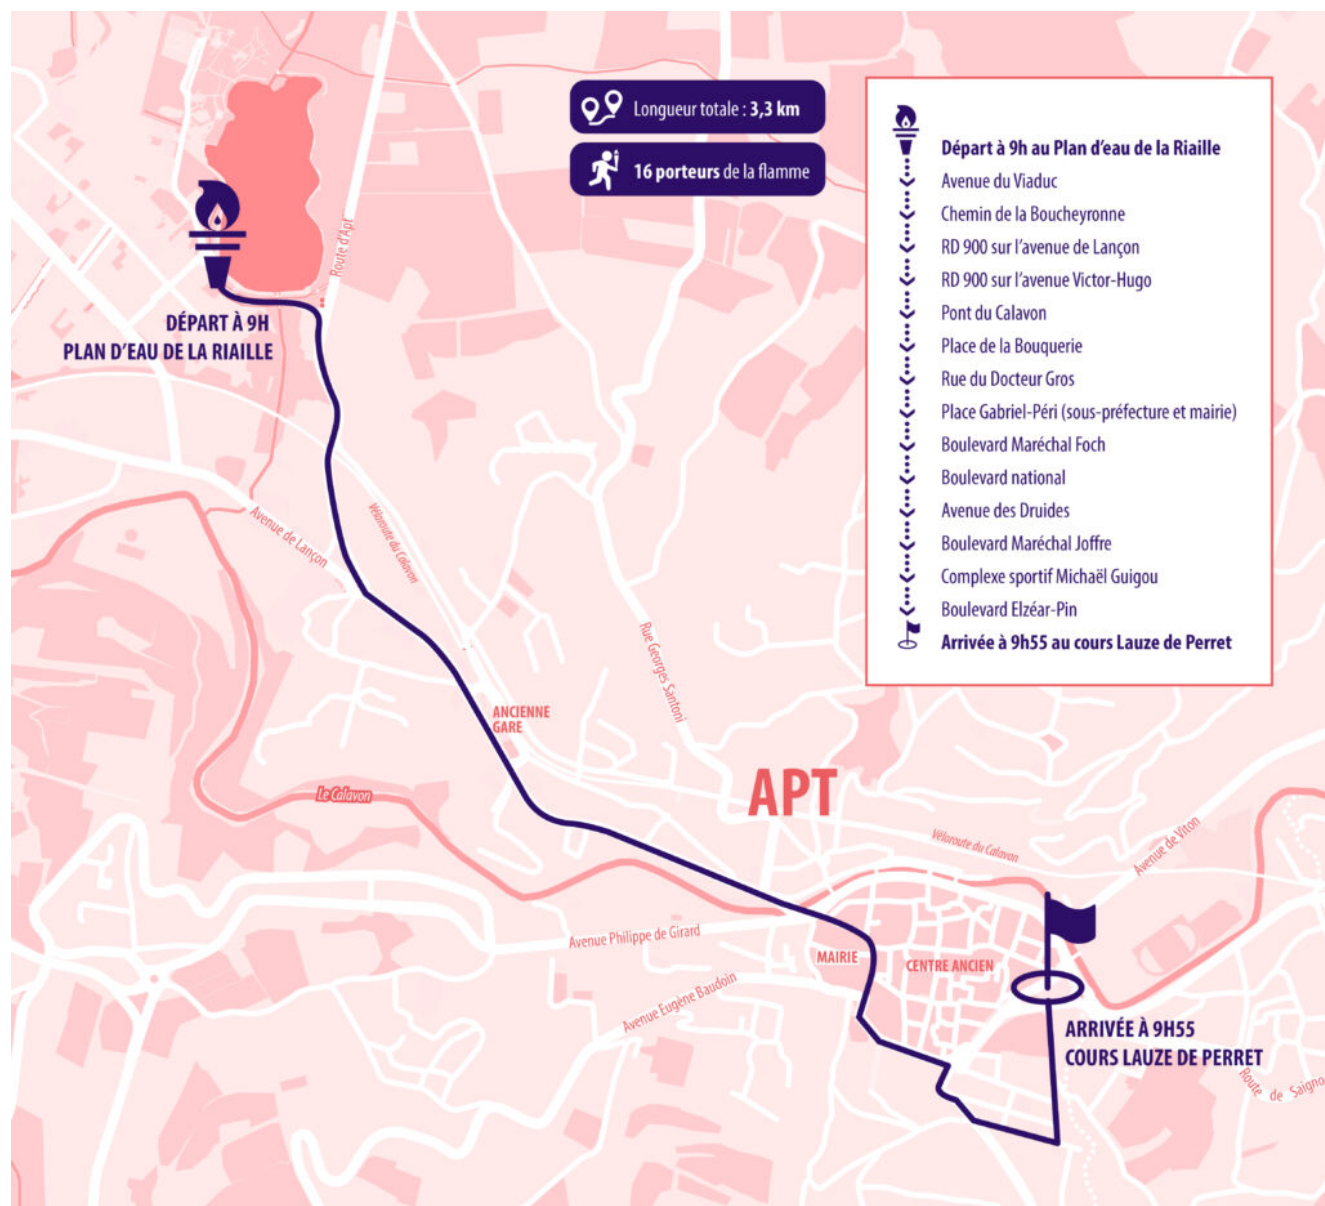 Longueur totale : 3,3 km
16 porteurs de la flamme
Départ à 9h au Plan d'eau de la Riaille
Avenue du Viaduc
Chemin de la Boucheyronne
RD 900 sur l'avenue de Lançon
RD 900 sur l'avenue Victor-Hugo
Pont du Calavon
Place de la Bouquerie
Rue du Docteur Gros
Place Gabriel-Péri (sous-préfecture et mairie)
Boulevard Maréchal Foch
Boulevard national
Avenue des Druides
Boulevard Maréchal Joffre
Complexe sportif Michaël Guigou
Boulevard Elzéar-Pin
Arrivée à 9h55 au cours Lauze de Perret
Route d'Apt
DÉPART À 9H
PLAN D'EAU DE LA RIAILLE
Avenue de Lançon
Véloroute du Calavon
Rue Georges Santoni
ANCIENNE
GARE
APT
Le Calavon
Véloroute du Calavon
Avenue de Viton
Avenue Philippe de Girard
MAIRIE
CENTRE ANCIEN
Avenue Eugène Baudoin
ARRIVÉE À 9H55
COURS LAUZE DE PERRET
Route de Saigno